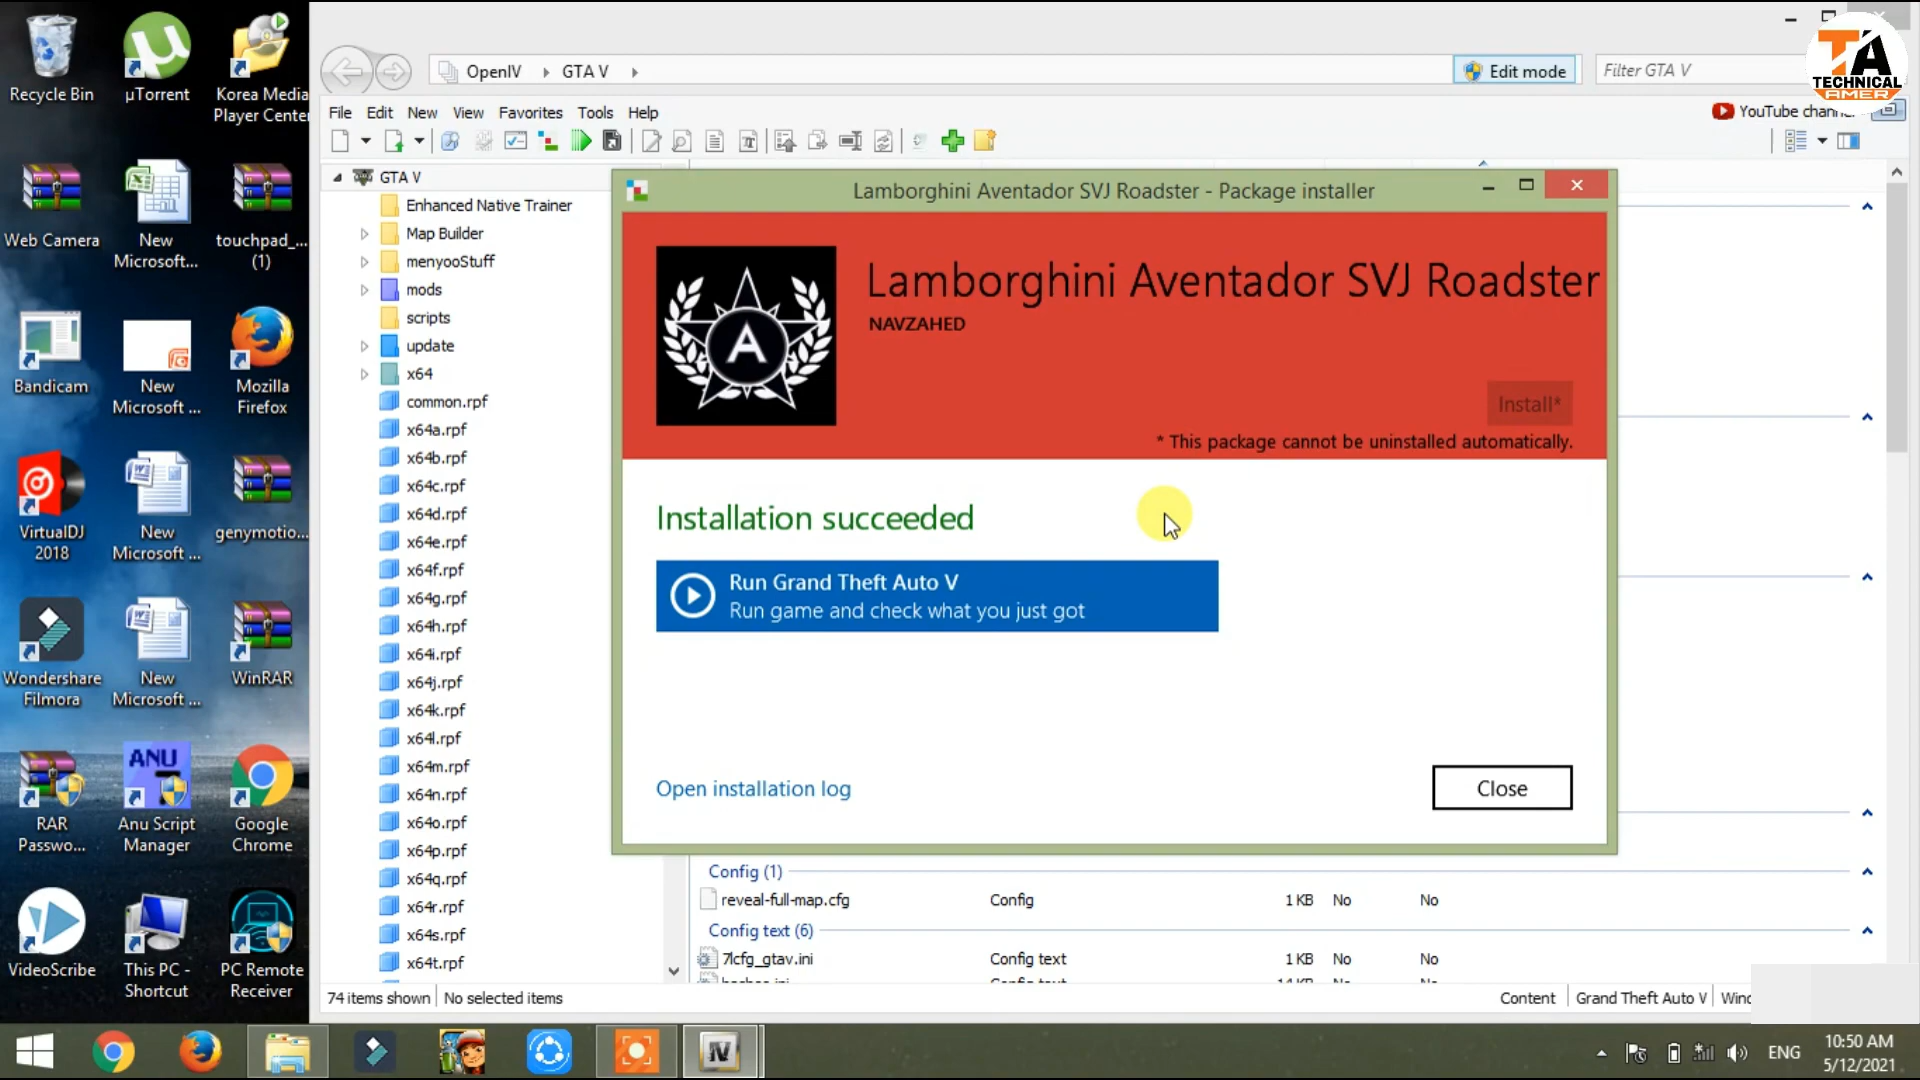 Recycle Bin
µTorrent
Korea Media
Player Center
Web Camera
New
Microsoft...
touchpad_...
(1)
Bandicam
New
Microsoft ...
Mozilla
Firefox
VirtualDJ
2018
New
Microsoft ...
genymotio...
Wondershare
Filmora
New
Microsoft ...
WinRAR
RAR
Passwo...
ANU
Anu Script
Manager
Google
Chrome
VideoScribe
This PC -
Shortcut
PC Remote
Receiver
OpenIV
GTA V
Edit mode
Filter GTA V
TA
TECHNICAL
AMER
File Edit New View Favorites Tools Help
YouTube channel
GTA V
Enhanced Native Trainer
Map Builder
menyooStuff
mods
scripts
update
x64
common.rpf
x64a.rpf
x64b.rpf
x64c.rpf
x64d.rpf
x64e.rpf
x64f.rpf
x64g.rpf
x64h.rpf
x64i.rpf
x64j.rpf
x64k.rpf
x64l.rpf
x64m.rpf
x64n.rpf
x64o.rpf
x64p.rpf
x64q.rpf
x64r.rpf
x64s.rpf
x64t.rpf
Lamborghini Aventador SVJ Roadster - Package installer
A
Lamborghini Aventador SVJ Roadster
NAVZAHED
Install*
* This package cannot be uninstalled automatically.
Installation succeeded
Run Grand Theft Auto V
Run game and check what you just got
Open installation log
Close
Config (1)
reveal-full-map.cfg Config 1 KB No No
Config text (6)
7lcfg_gtav.ini Config text 1 KB No No
74 items shown No selected items
Content Grand Theft Auto V Winc
IV
ENG
10:50 AM
5/12/2021